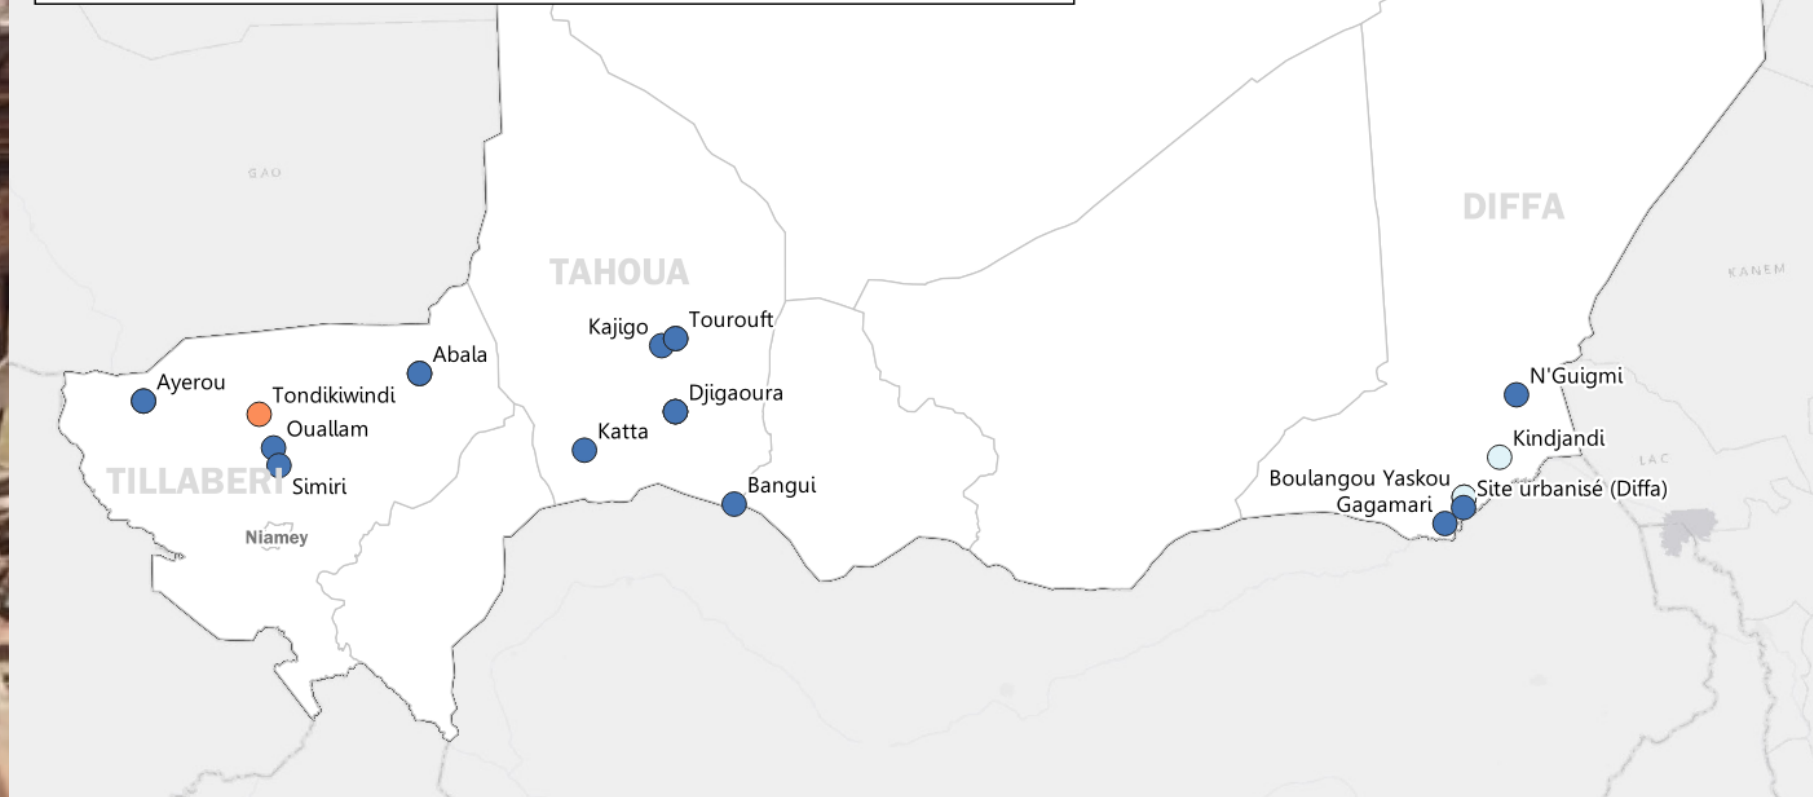 GAO
DIFFA
KANEM
TAHOUA
Tourouft
Kajigo
Abala
N'Guigmi
Ayerou
Tondikiwindi
Djigaoura
Ouallam
Katta
Kindjandi
LAC
TILLABERI
Simiri
Bangui
Boulangou Yaskou
Site urbanisé (Diffa)
Gagamari
Niamey